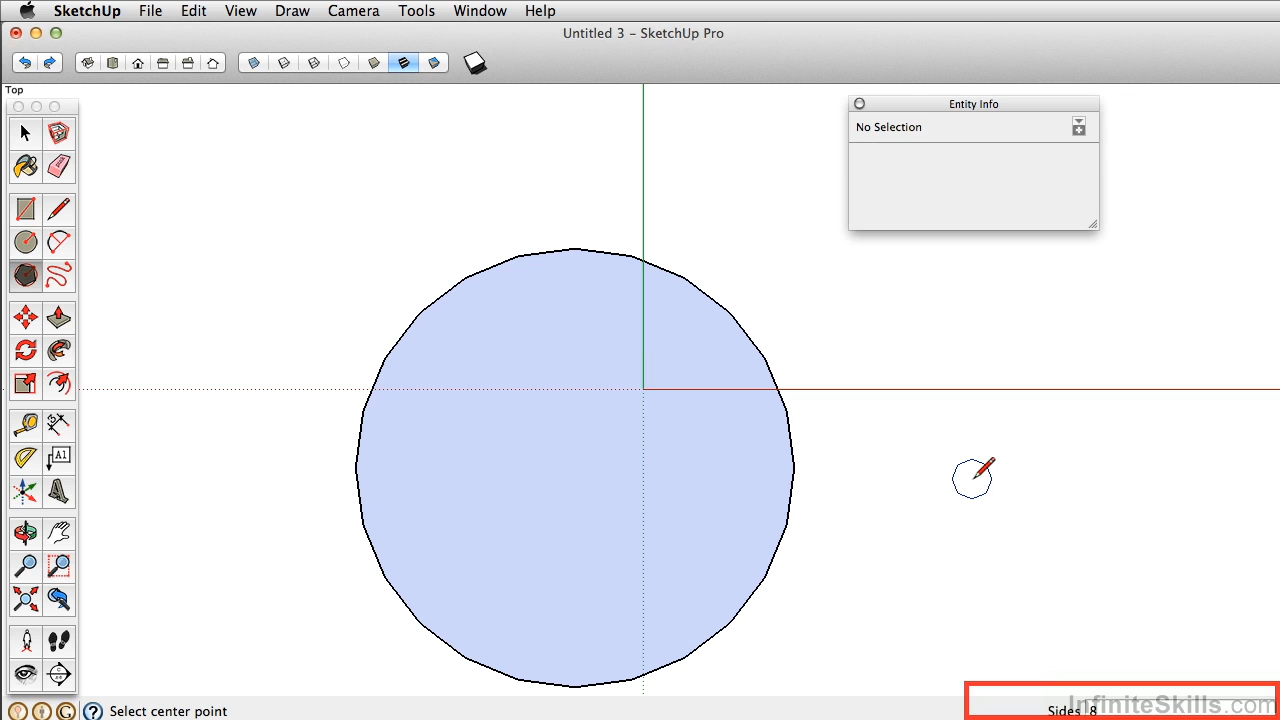 SketchUp File Edit View Draw Camera Tools Window Help
Untitled 3 - SketchUp Pro
Top
Entity Info
No Selection
A1
Select center point
Sides 8
InfiniteSkills.com